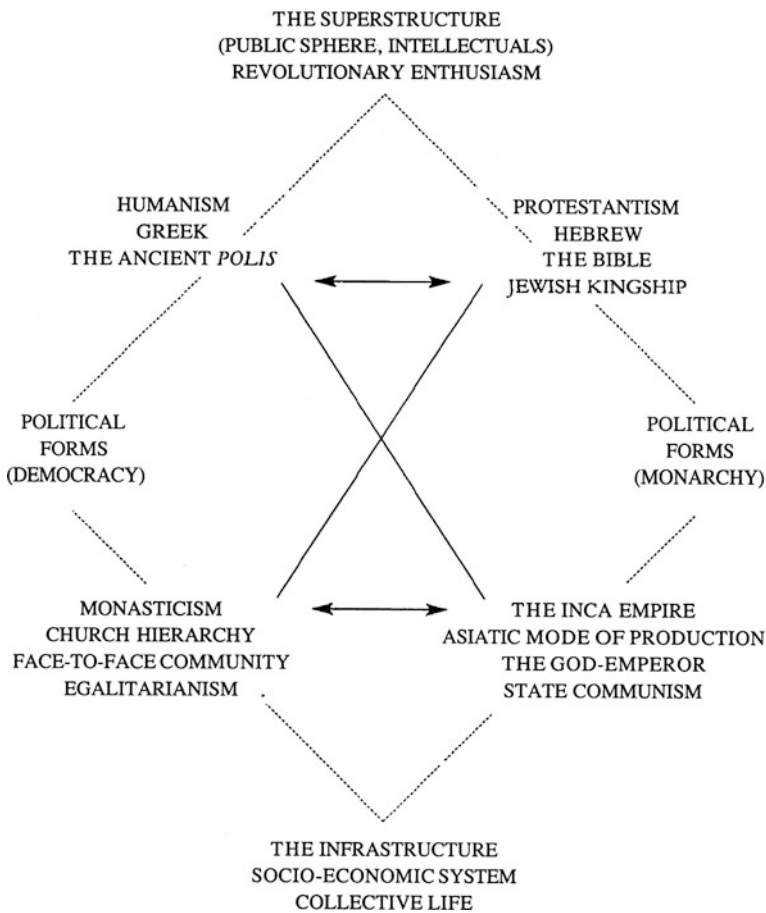 THE SUPERSTRUCTURE
(PUBLIC SPHERE, INTELLECTUALS)
REVOLUTIONARY ENTHUSIASM
HUMANISM
GREEK
THE ANCIENT POLIS
PROTESTANTISM
HEBREW
THE BIBLE
JEWISH KINGSHIP
POLITICAL
FORMS
(DEMOCRACY)
POLITICAL
FORMS
(MONARCHY)
MONASTICISM
CHURCH HIERARCHY
FACE-TO-FACE COMMUNITY
EGALITARIANISM
THE INCA EMPIRE
ASIATIC MODE OF PRODUCTION
THE GOD-EMPEROR
STATE COMMUNISM
THE INFRASTRUCTURE
SOCIO-ECONOMIC SYSTEM
COLLECTIVE LIFE